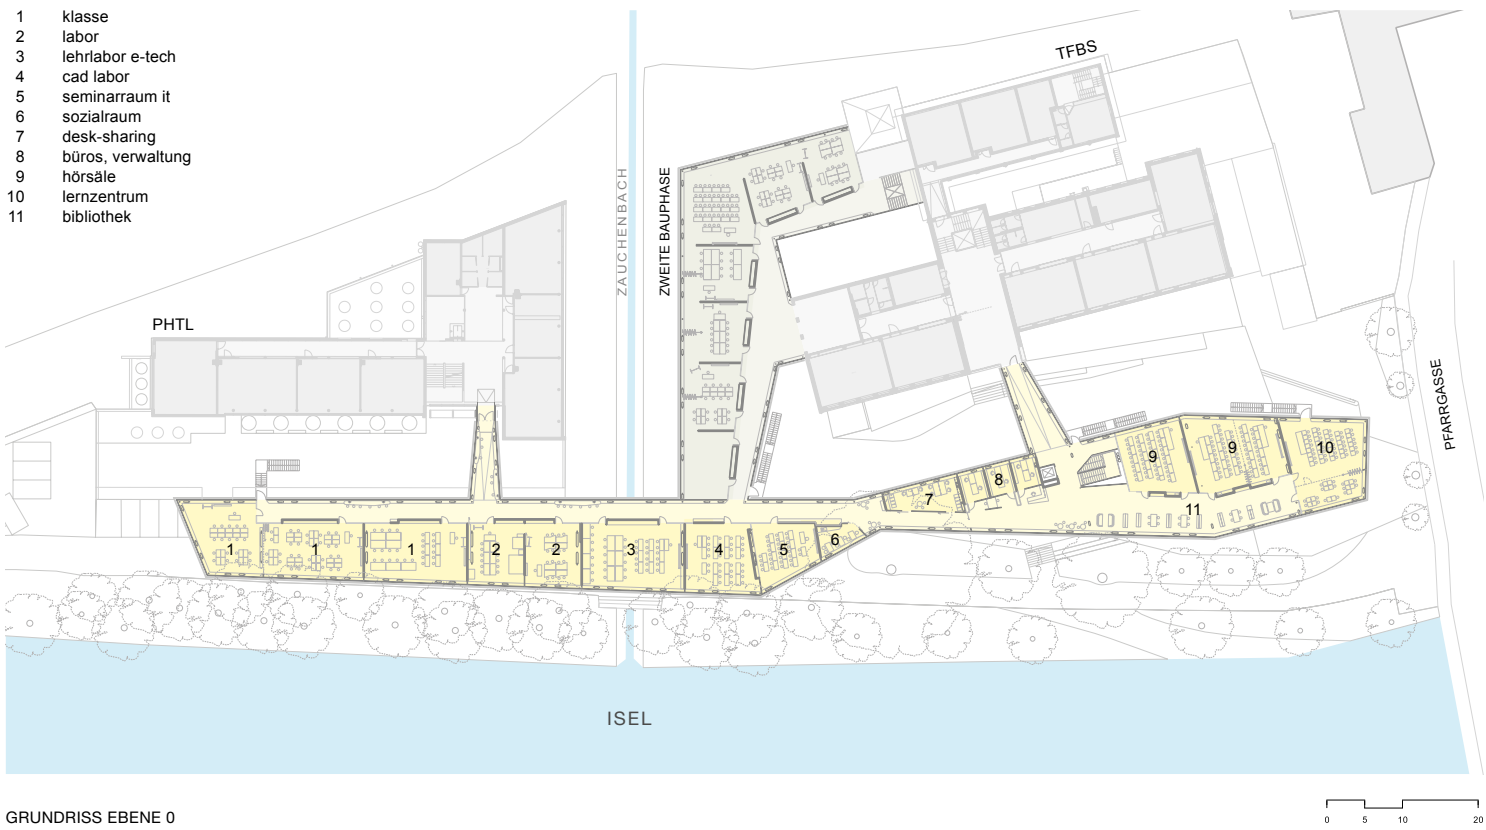 1 klasse
2 labor
3 lehrlabor e-tech
4 cad labor
5 seminarraum it
6 sozialraum
7 desk-sharing
8 büros, verwaltung
9 hörsäle
10 lernzentrum
11 bibliothek
TFBS
ZAUCHENBACH
ZWEITE BAUPHASE
PHTL
PFARRGASSE
9
9
10
8
7
11
6
1
1
1
2
2
3
4
5
ISEL
GRUNDRISS EBENE 0
0 5 10 20